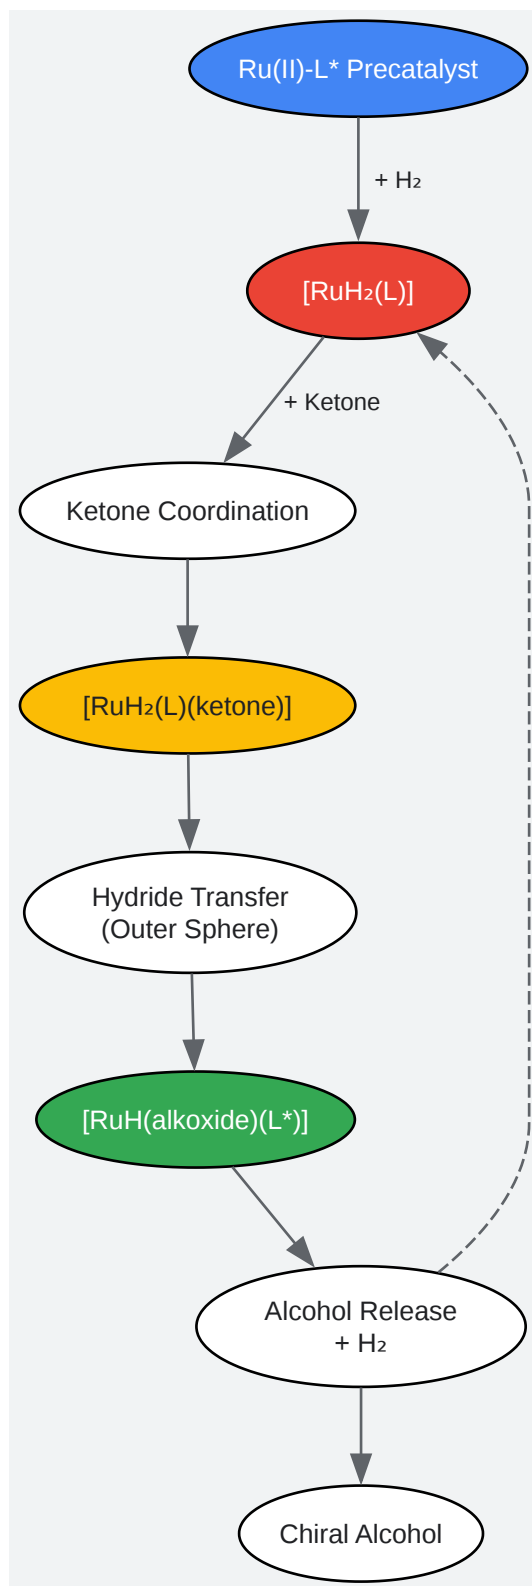 Ru(II)-L* Precatalyst
+ H₂
[RuH₂(L)]
+ Ketone
Ketone Coordination
[RuH₂(L)(ketone)]
Hydride Transfer
(Outer Sphere)
[RuH(alkoxide)(L*)]
Alcohol Release
+ H₂
Chiral Alcohol